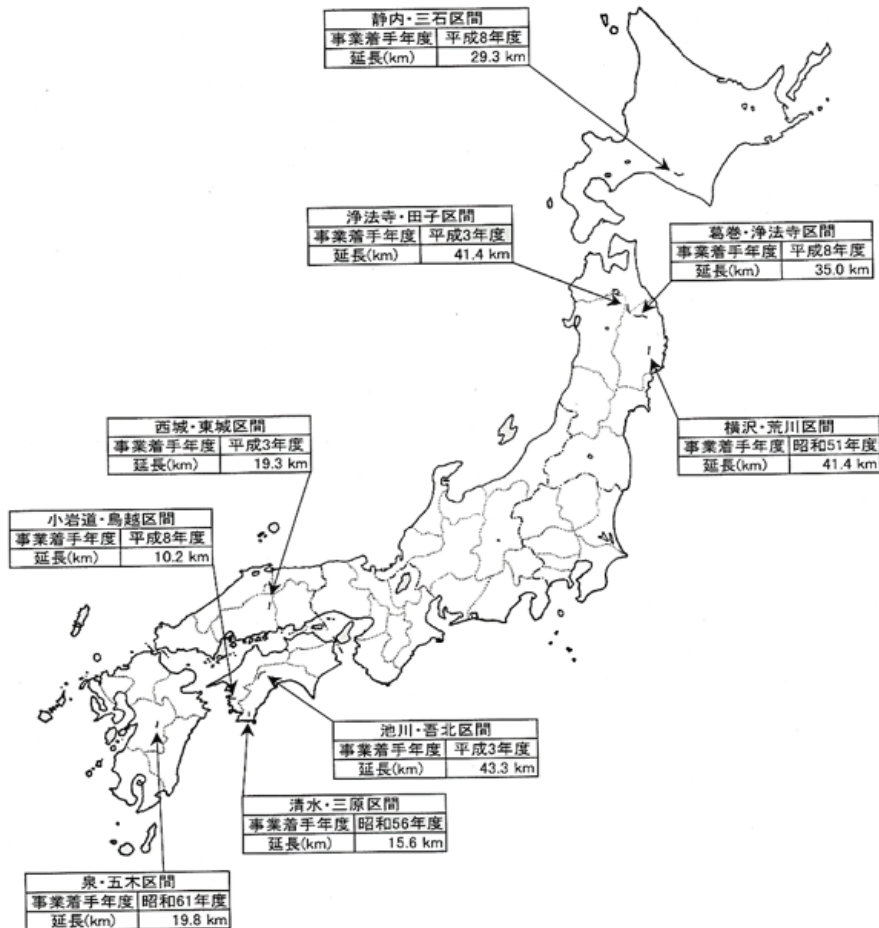 静内・三石区間
事業着手年度 平成8年度
延長(km) 29.3 km
浄法寺・田子区間
事業着手年度 平成3年度
延長(km) 41.4 km
葛巻・浄法寺区間
事業着手年度 平成8年度
延長(km) 35.0 km
西城・東城区間
事業着手年度 平成3年度
延長(km) 19.3 km
横沢・荒川区間
事業着手年度 昭和51年度
延長(km) 41.4 km
小岩道・鳥越区間
事業着手年度 平成8年度
延長(km) 10.2 km
池川・吾北区間
事業着手年度 平成3年度
延長(km) 43.3 km
清水・三原区間
事業着手年度 昭和56年度
延長(km) 15.6 km
泉・五木区間
事業着手年度 昭和61年度
延長(km) 19.8 km